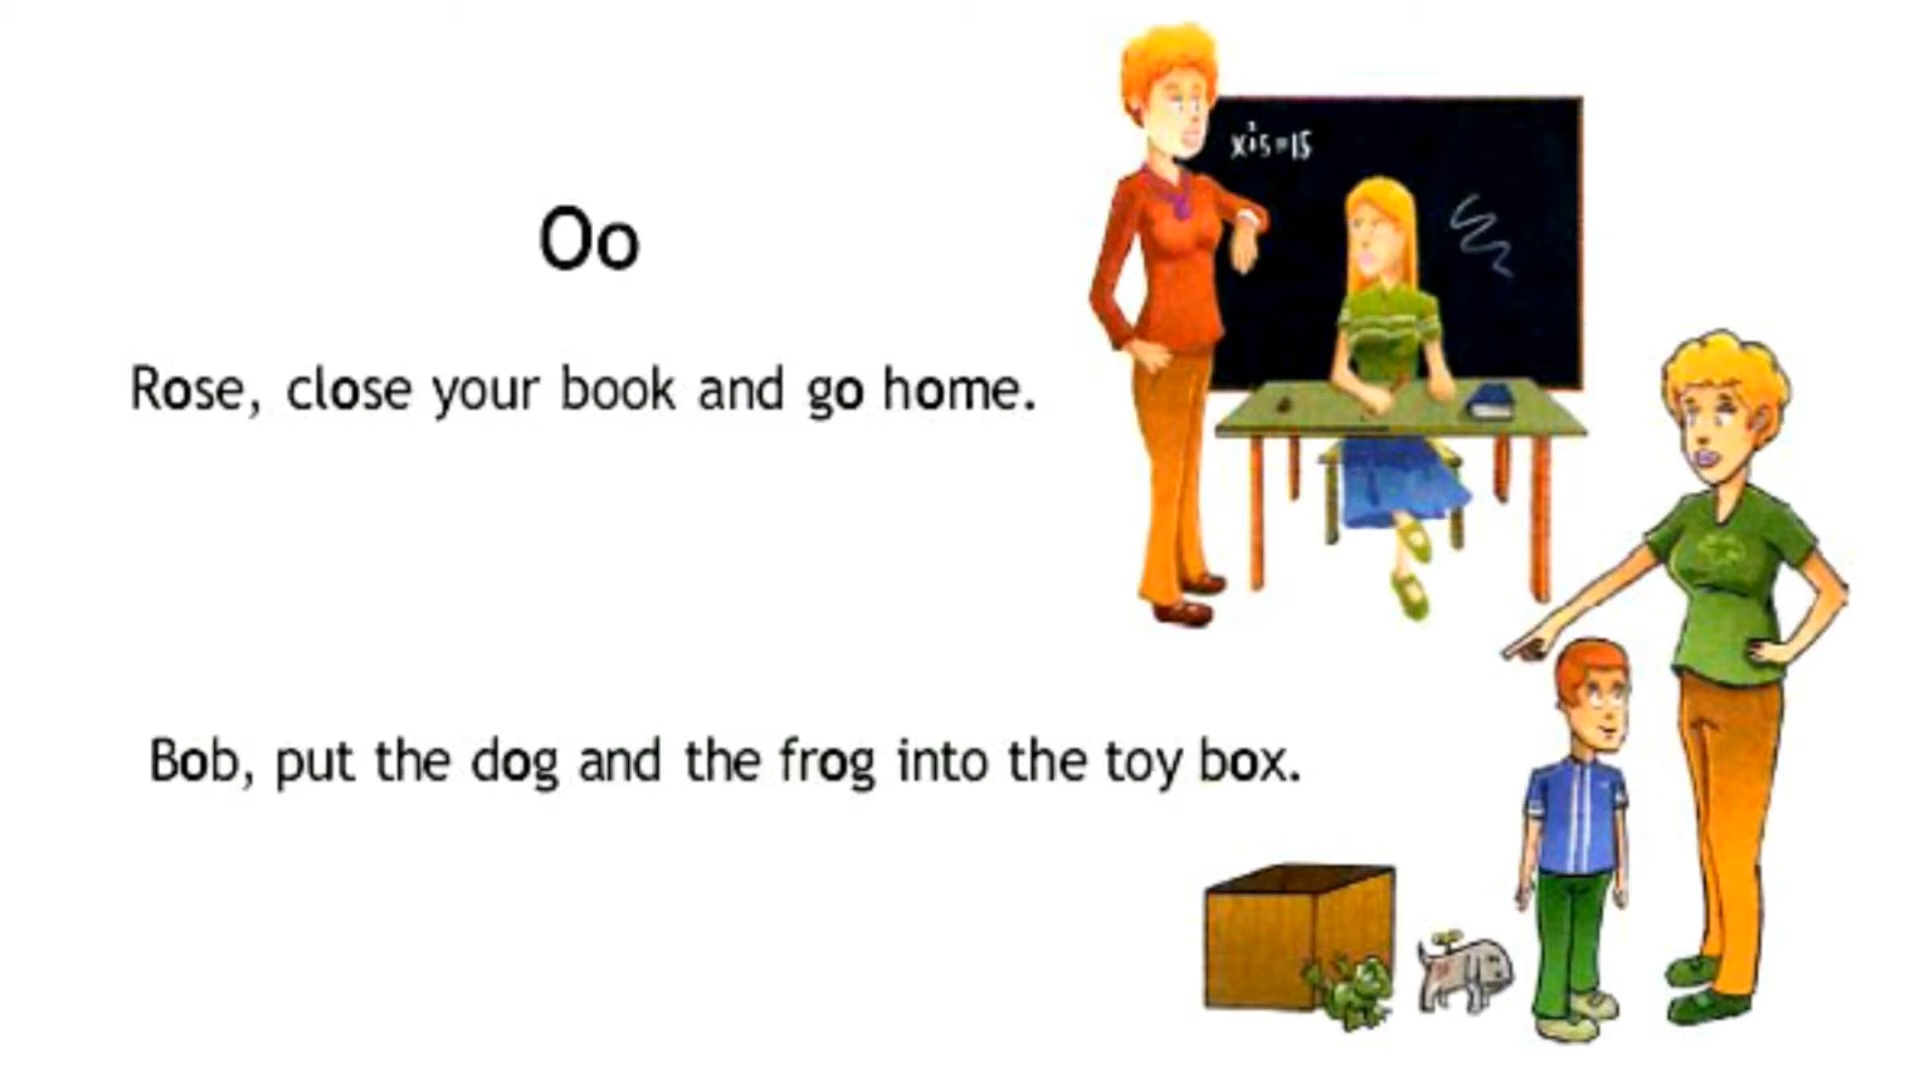 Oo
Rose, close your book and go home.
Bob, put the dog and the frog into the toy box.